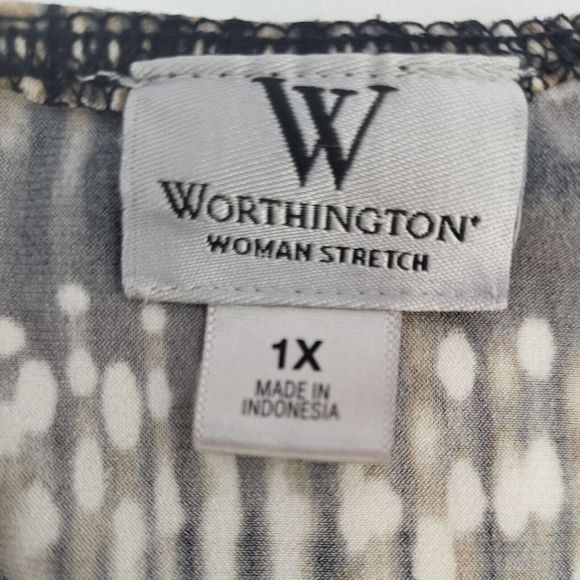 W
WORTHINGTON®
WOMAN STRETCH
1X
MADE IN
INDONESIA